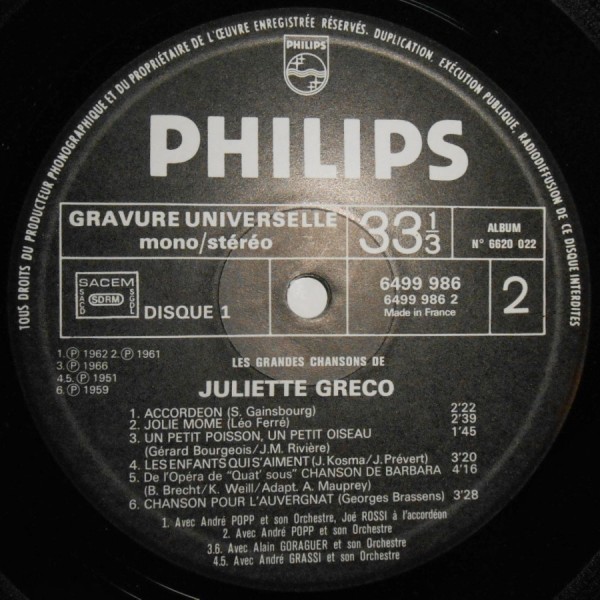 TOUS DROITS DU PRODUCTEUR PHONOGRAPHIQUE ET DU PROPRIÉTAIRE DE L'ŒUVRE ENREGISTRÉE RÉSERVÉS. DUPLICATION, EXÉCUTION PUBLIQUE, RADIODIFFUSION DE CE DISQUE INTERDITES
PHILIPS
PHILIPS
GRAVURE UNIVERSELLE
mono/stéréo
33 1/3
ALBUM
N° 6620 022
SACEM
SACD SDRM SGDL
DISQUE 1
6499 986
6499 986 2
Made in France
2
1. Ⓟ 1962 2. Ⓟ 1961
3. Ⓟ 1966
4.5. Ⓟ 1951
6. Ⓟ 1959
LES GRANDES CHANSONS DE
JULIETTE GRECO
1. ACCORDEON (S. Gainsbourg) 2'22
2. JOLIE MOME (Léo Ferré) 2'39
3. UN PETIT POISSON, UN PETIT OISEAU 1'45
(Gérard Bourgeois/J.M. Rivière)
4. LES ENFANTS QUI S'AIMENT (J. Kosma/J. Prévert) 3'20
5. De l'Opéra de "Quat' sous" CHANSON DE BARBARA 4'16
(B. Brecht/K. Weill/Adapt. A. Mauprey)
6. CHANSON POUR L'AUVERGNAT (Georges Brassens) 3'28
1. Avec André POPP et son Orchestre, Joë ROSSI à l'accordéon
2. Avec André POPP et son Orchestre
3.6. Avec Alain GORAGUER et son Orchestre
4.5. Avec André GRASSI et son Orchestre